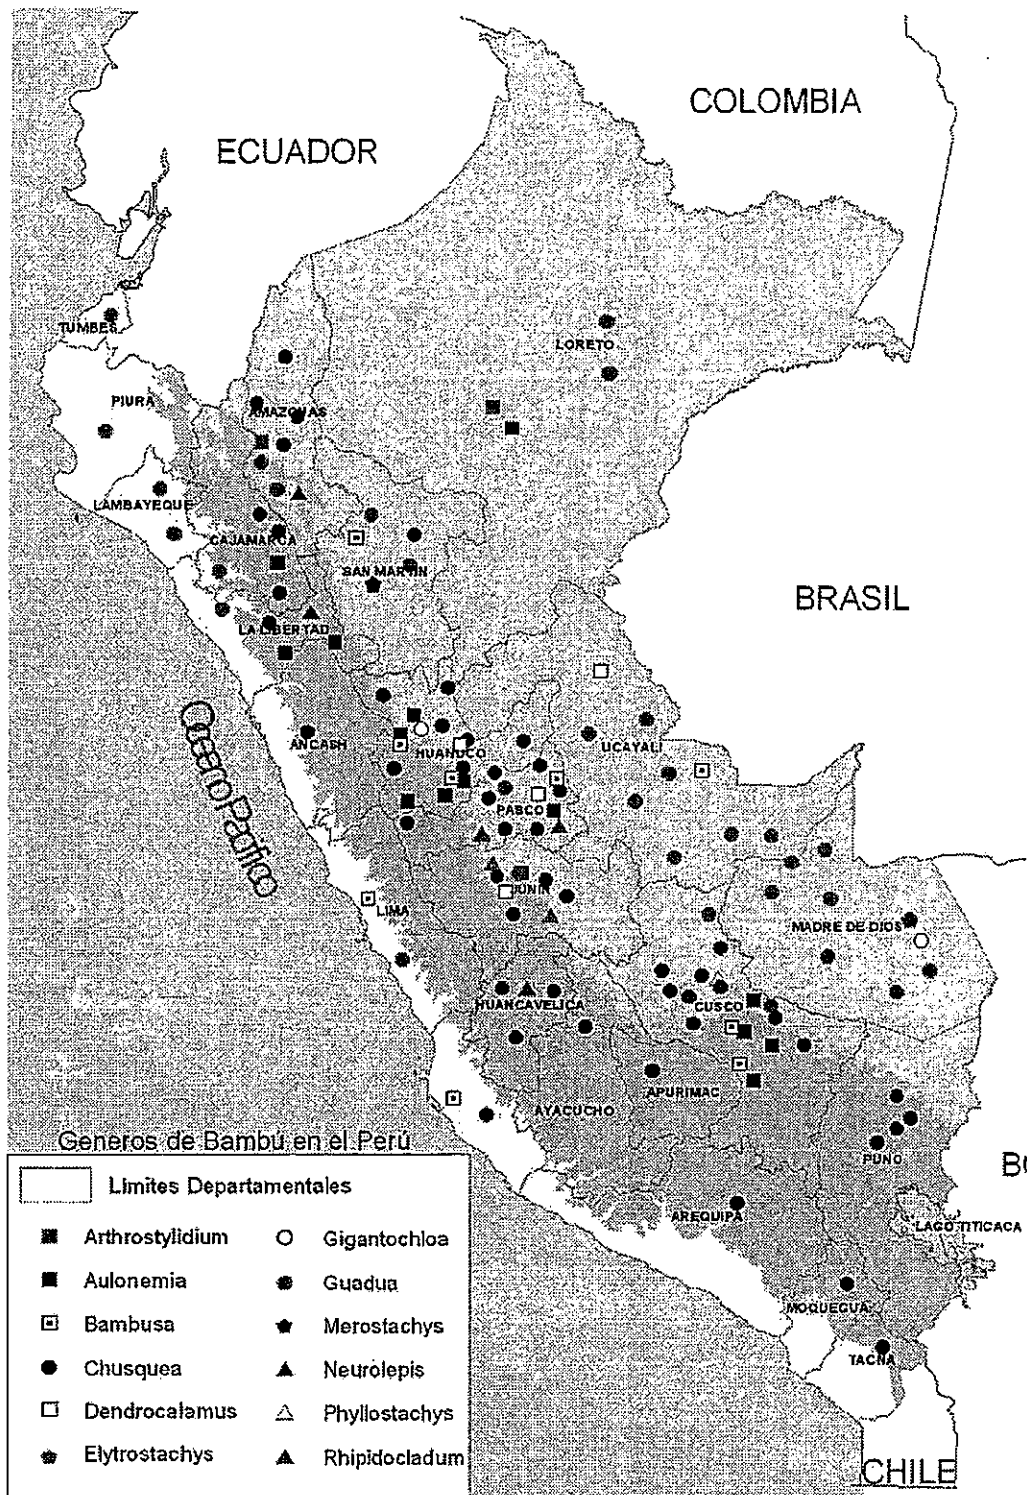 COLOMBIA
ECUADOR
TUMBES
LORETO
PIURA
AMAZONAS
LAMBAYEQUE
CAJAMARCA
SAN MARTIN
BRASIL
LA LIBERTAD
ANCASH
HUANUCO
UCAYALI
Oceano Pacifico
PASCO
JUNIN
LIMA
MADRE DE DIOS
HUANCAVELICA
CUSCO
APURIMAC
AYACUCHO
Generos de Bambú en el Perú
PUNO
BO
AREQUIPA
LAGO TITICACA
MOQUEGUA
TACNA
CHILE
Limites Departamentales
Arthrostylidium
Aulonemia
Bambusa
Chusquea
Dendrocalamus
Elytrostachys
Gigantochloa
Guadua
Merostachys
Neurolepis
Phyllostachys
Rhipidocladum